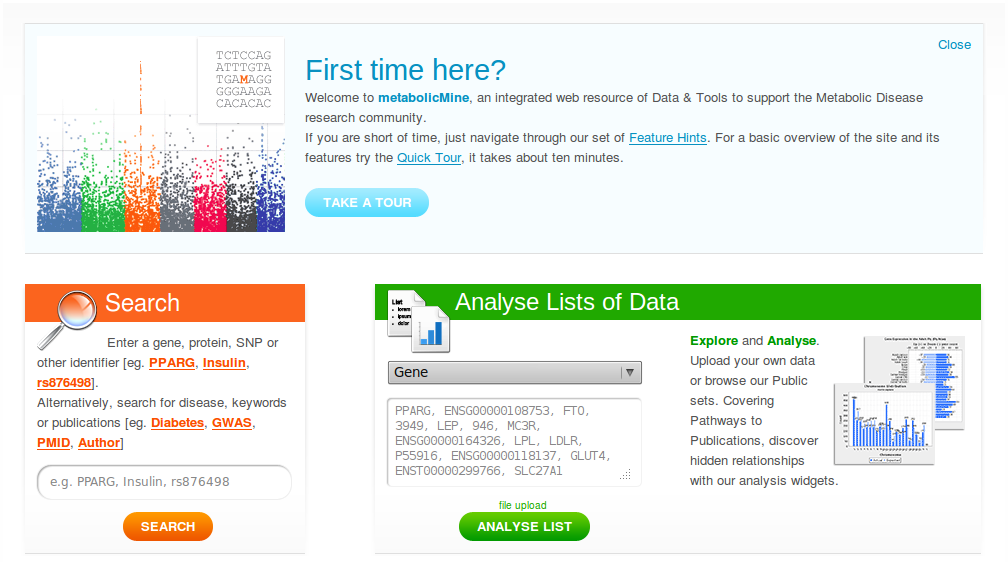 TCTCCAG
ATTTGTA
TGAMAGG
GGGAAGA
CACACAC
Close
First time here?
Welcome to metabolicMine, an integrated web resource of Data & Tools to support the Metabolic Disease
research community.
If you are short of time, just navigate through our set of Feature Hints. For a basic overview of the site and its
features try the Quick Tour, it takes about ten minutes.
TAKE A TOUR
Search
Enter a gene, protein, SNP or
other identifier [eg. PPARG, Insulin,
rs876498].
Alternatively, search for disease, keywords
or publications [eg. Diabetes, GWAS,
PMID, Author]
e.g. PPARG, Insulin, rs876498
SEARCH
List
lorem
ipsum
dolor
Analyse Lists of Data
Gene
PPARG, ENSG00000108753, FTO,
3949, LEP, 946, MC3R,
ENSG00000164326, LPL, LDLR,
P55916, ENSG00000118137, GLUT4,
ENST00000299766, SLC27A1
file upload
ANALYSE LIST
Explore and Analyse.
Upload your own data
or browse our Public
sets. Covering
Pathways to
Publications, discover
hidden relationships
with our analysis widgets.